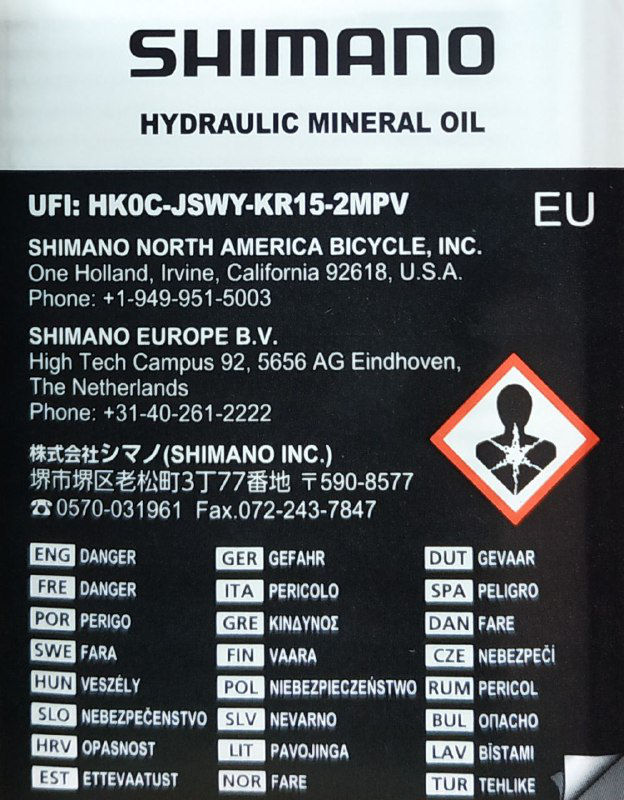 SHIMANO
HYDRAULIC MINERAL OIL
UFI: HK0C-JSWY-KR15-2MPV
EU
SHIMANO NORTH AMERICA BICYCLE, INC.
One Holland, Irvine, California 92618, U.S.A.
Phone: +1-949-951-5003
SHIMANO EUROPE B.V.
High Tech Campus 92, 5656 AG Eindhoven,
The Netherlands
Phone: +31-40-261-2222
株式会社シマノ(SHIMANO INC.)
堺市堺区老松町3丁77番地 〒590-8577
☎0570-031961 Fax.072-243-7847
ENG DANGER GER GEFAHR DUT GEVAAR
FRE DANGER ITA PERICOLO SPA PELIGRO
POR PERIGO GRE ΚΙΝΔΥΝΟΣ DAN FARE
SWE FARA FIN VAARA CZE NEBEZPEČÍ
HUN VESZÉLY POL NIEBEZPIECZEŃSTWO RUM PERICOL
SLO NEBEZPEČENSTVO SLV NEVARNO BUL ОПАСНО
HRV OPASNOST LIT PAVOJINGA LAV BĪSTAMI
EST ETTEVAATUST NOR FARE TUR TEHLIKE